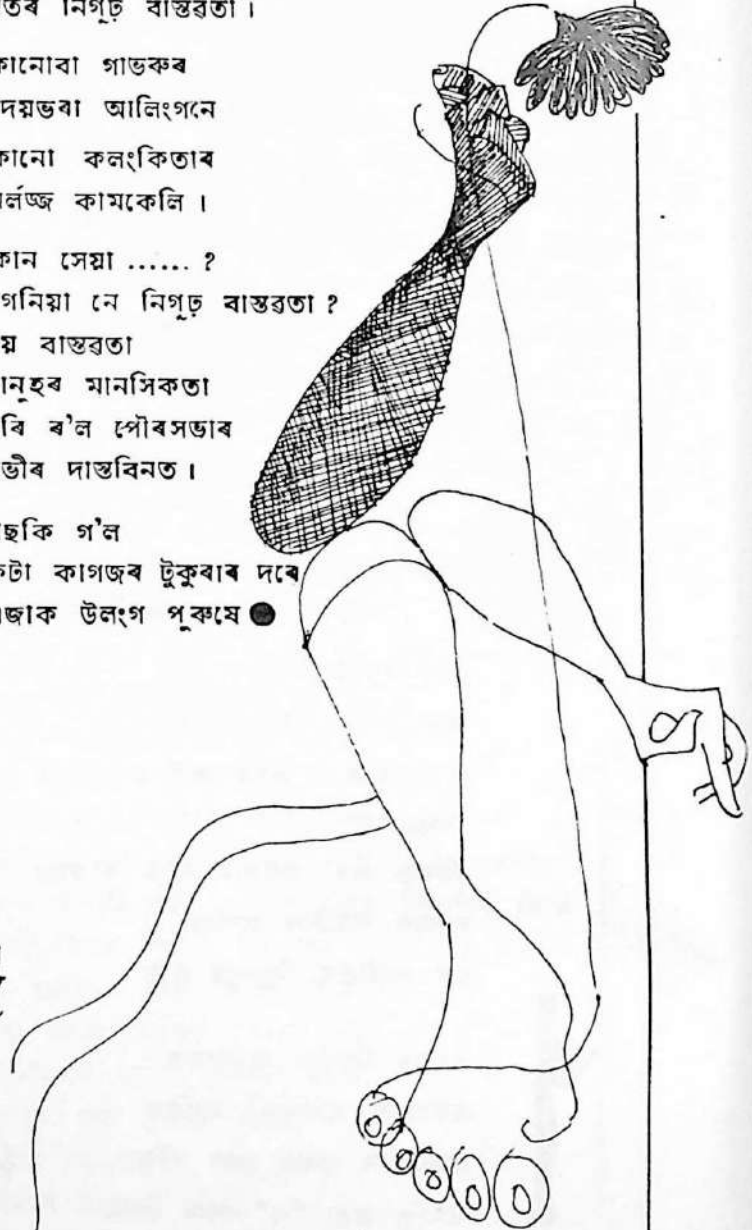 তৰ নিগূঢ় বাস্তৱতা।
কানোবা গাভৰুৰ
দয়ভৰা আলিংগনে
কানো কলংকিতাৰ
ৰ্লজ্জ কামকেলি।
কান সেয়া ...... ?
গনিয়া নে নিগূঢ় বাস্তৱতা ?
য় বাস্তৱতা
ানুহৰ মানসিকতা
ৰি ৰ'ল পৌৰসভাৰ
ভীৰ দাস্তবিনত।
ছকি গ'ল
কটা কাগজৰ টুকুৰাৰ দৰে
জাক উলংগ পুৰুষে